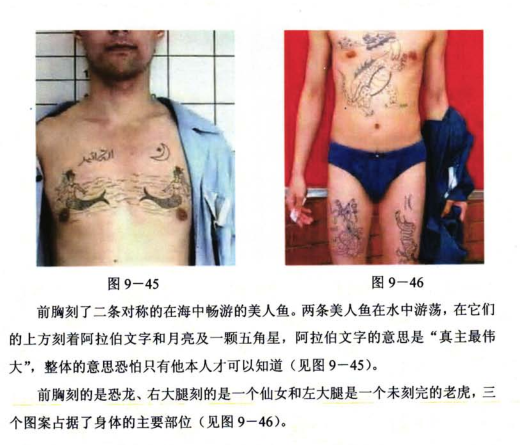 图 9－45
图 9－46
前胸刻了二条对称的在海中畅游的美人鱼。两条美人鱼在水中游荡，在它们
的上方刻着阿拉伯文字和月亮及一颗五角星，阿拉伯文字的意思是“真主最伟
大”，整体的意思恐怕只有他本人才可以知道（见图 9－45）。
前胸刻的是恐龙、右大腿刻的是一个仙女和左大腿是一个未刻完的老虎，三
个图案占据了身体的主要部位（见图 9－46）。